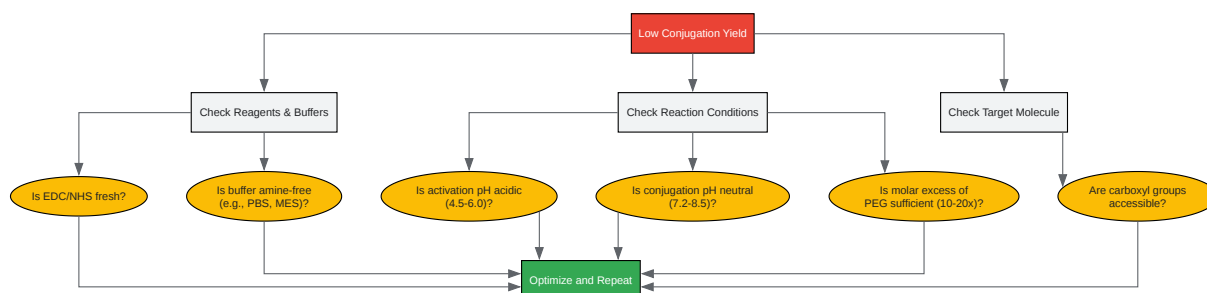 Low Conjugation Yield
Check Reagents & Buffers
Check Reaction Conditions
Check Target Molecule
Is EDC/NHS fresh?
Is buffer amine-free
(e.g., PBS, MES)?
Is activation pH acidic
(4.5-6.0)?
Is conjugation pH neutral
(7.2-8.5)?
Is molar excess of
PEG sufficient (10-20x)?
Are carboxyl groups
accessible?
Optimize and Repeat